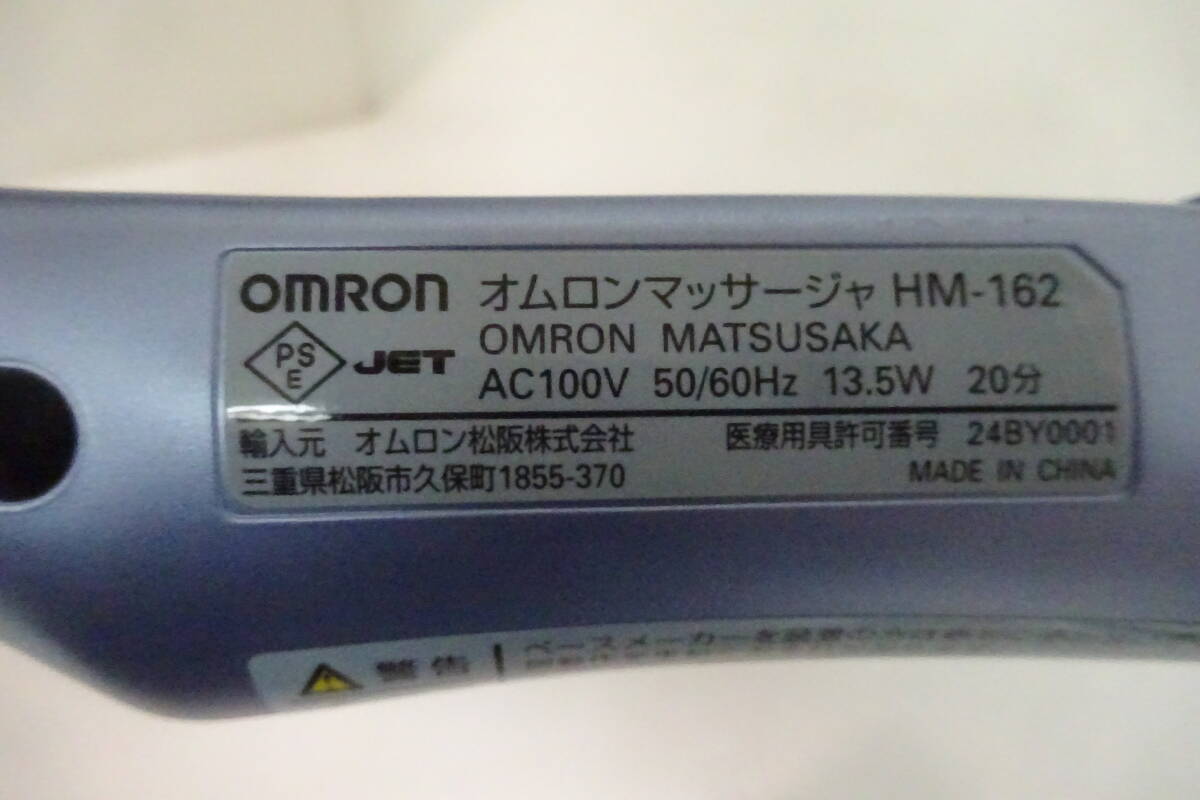 OMRON オムロンマッサージャ HM-162
PS E JET OMRON MATSUSAKA
AC100V 50/60Hz 13.5W 20分
輸入元 オムロン松阪株式会社 医療用具許可番号 24BY0001
三重県松阪市久保町1855-370 MADE IN CHINA
警告